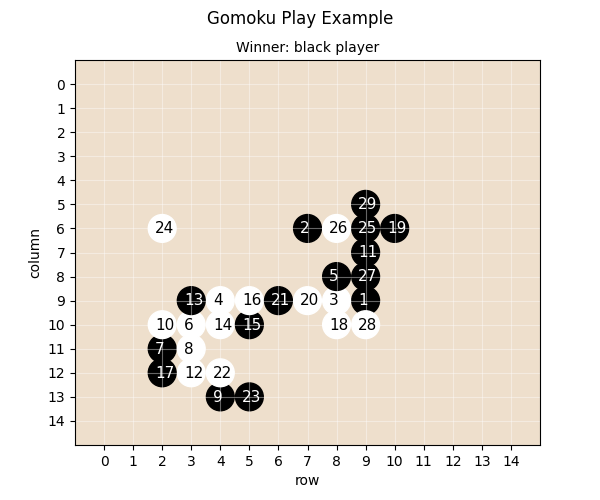 Gomoku Play Example
Winner: black player
0
1
2
3
4
5 29
6 24 2 26 25 19
column
7 11
8 5 27
9 13 4 16 21 20 3 1
10 10 6 14 15 18 28
11 7 8
12 17 12 22
13 9 23
14
0 1 2 3 4 5 6 7 8 9 10 11 12 13 14
row